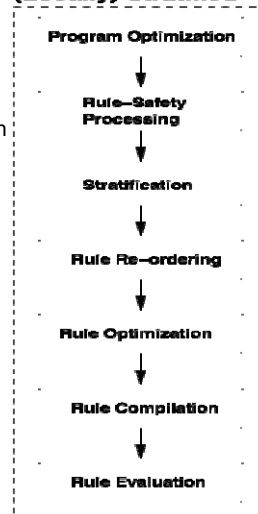 Program Optimization
Rule–Safety
Processing
Stratification
Rule Re–ordering
Rule Optimization
Rule Compilation
Rule Evaluation